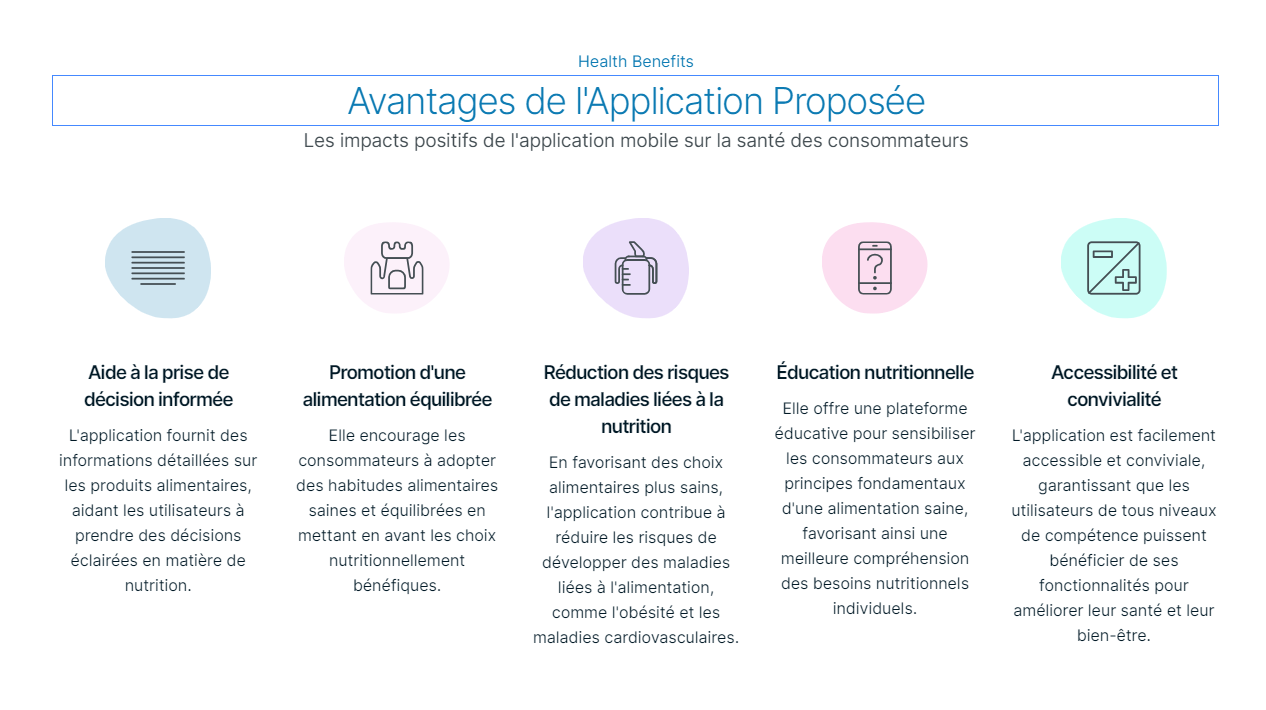 Health Benefits
Avantages de l'Application Proposée
Les impacts positifs de l'application mobile sur la santé des consommateurs
Aide à la prise de
décision informée
L'application fournit des
informations détaillées sur
les produits alimentaires,
aidant les utilisateurs à
prendre des décisions
éclairées en matière de
nutrition.
Promotion d'une
alimentation équilibrée
Elle encourage les
consommateurs à adopter
des habitudes alimentaires
saines et équilibrées en
mettant en avant les choix
nutritionnellement
bénéfiques.
Réduction des risques
de maladies liées à la
nutrition
En favorisant des choix
alimentaires plus sains,
l'application contribue à
réduire les risques de
développer des maladies
liées à l'alimentation,
comme l'obésité et les
maladies cardiovasculaires.
Éducation nutritionnelle
Elle offre une plateforme
éducative pour sensibiliser
les consommateurs aux
principes fondamentaux
d'une alimentation saine,
favorisant ainsi une
meilleure compréhension
des besoins nutritionnels
individuels.
Accessibilité et
convivialité
L'application est facilement
accessible et conviviale,
garantissant que les
utilisateurs de tous niveaux
de compétence puissent
bénéficier de ses
fonctionnalités pour
améliorer leur santé et leur
bien-être.